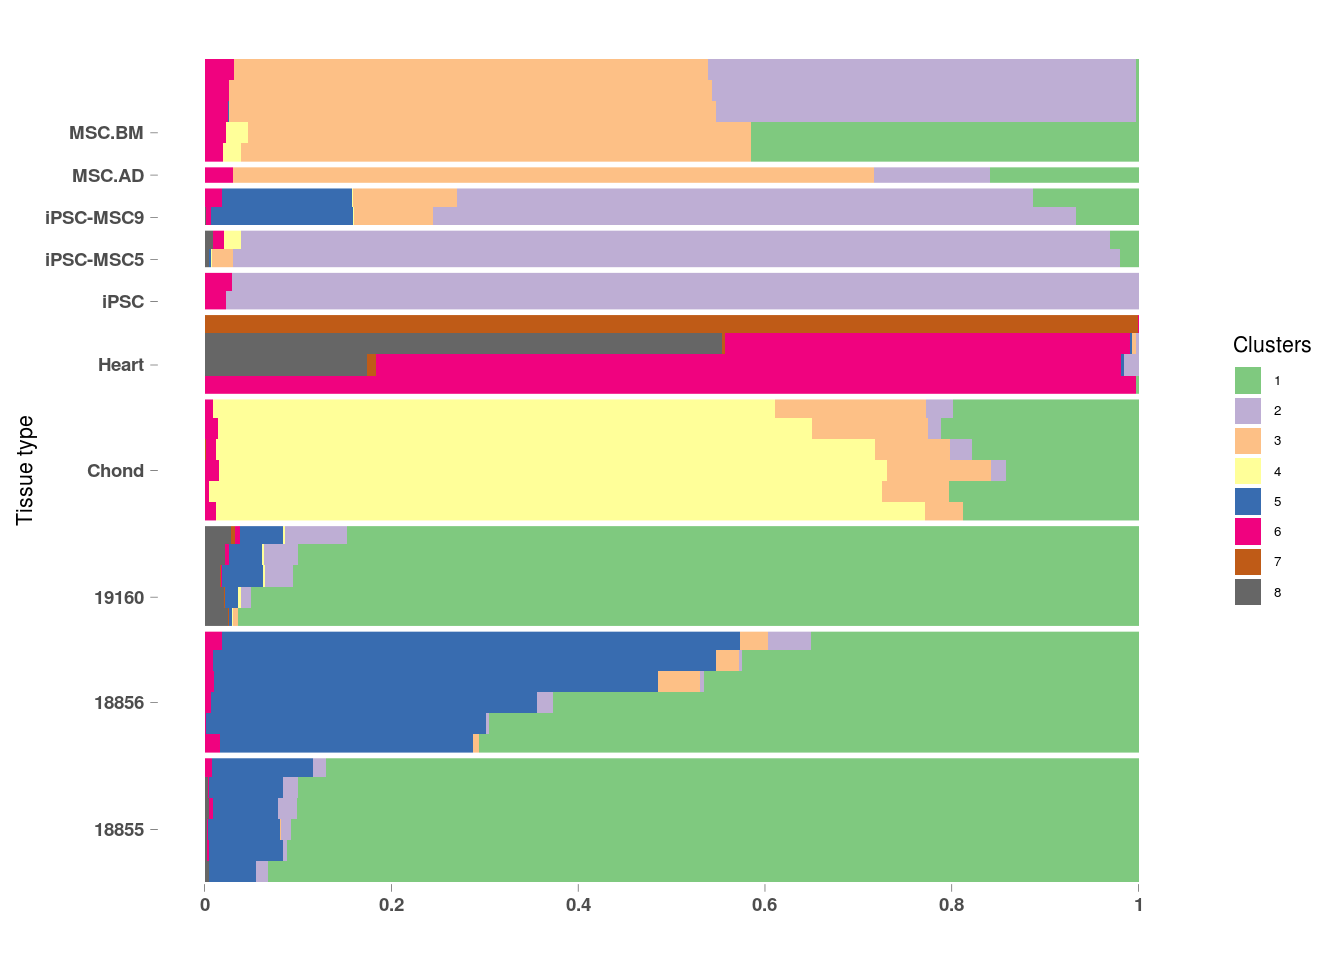 MSC.BM
MSC.AD
iPSC-MSC9
iPSC-MSC5
iPSC
Heart
Chond
19160
18856
18855
Tissue type
0 0.2 0.4 0.6 0.8 1
Clusters
1
2
3
4
5
6
7
8